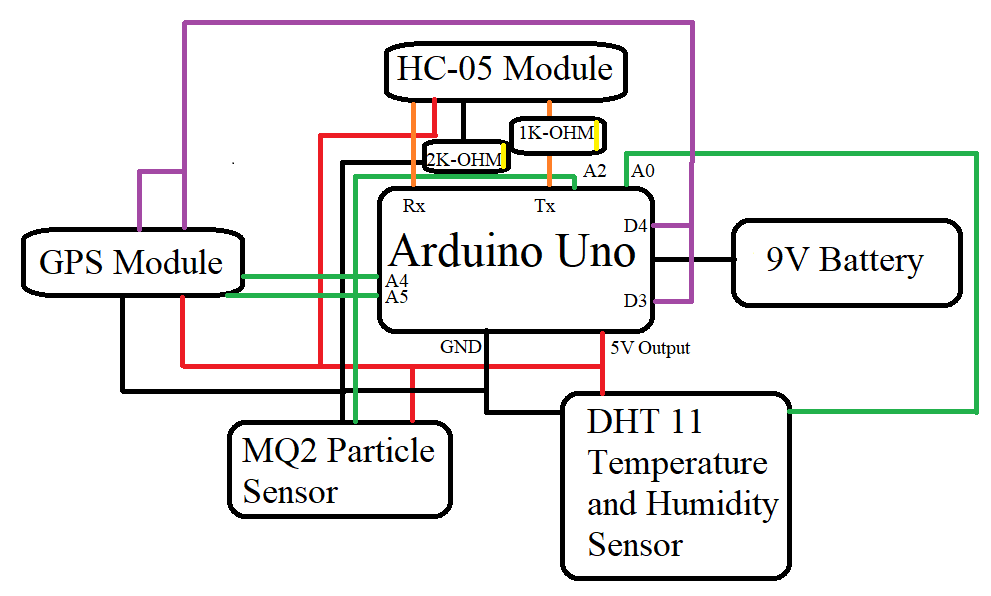 HC-05 Module
1K-OHM
2K-OHM
A2
A0
Rx
Tx
D4
Arduino Uno
GPS Module
9V Battery
A4
A5
D3
GND
5V Output
MQ2 Particle
Sensor
DHT 11
Temperature
and Humidity
Sensor